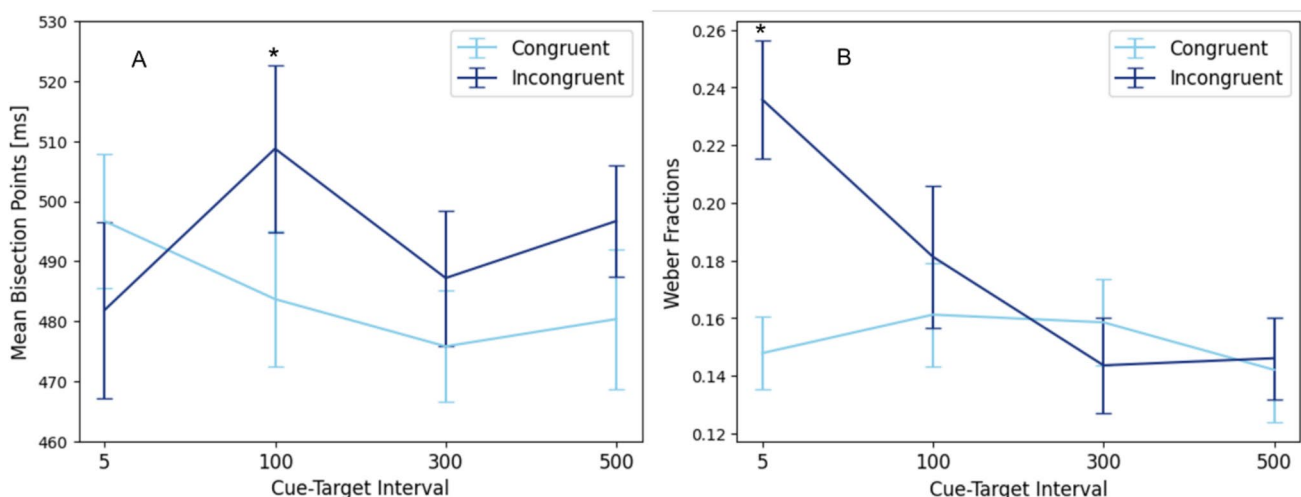 A
*
Congruent
Incongruent
Mean Bisection Points [ms]
530
520
510
500
490
480
470
460
5 100 300 500
Cue-Target Interval
*
B
Congruent
Incongruent
Weber Fractions
0.26
0.24
0.22
0.20
0.18
0.16
0.14
0.12
5 100 300 500
Cue-Target Interval